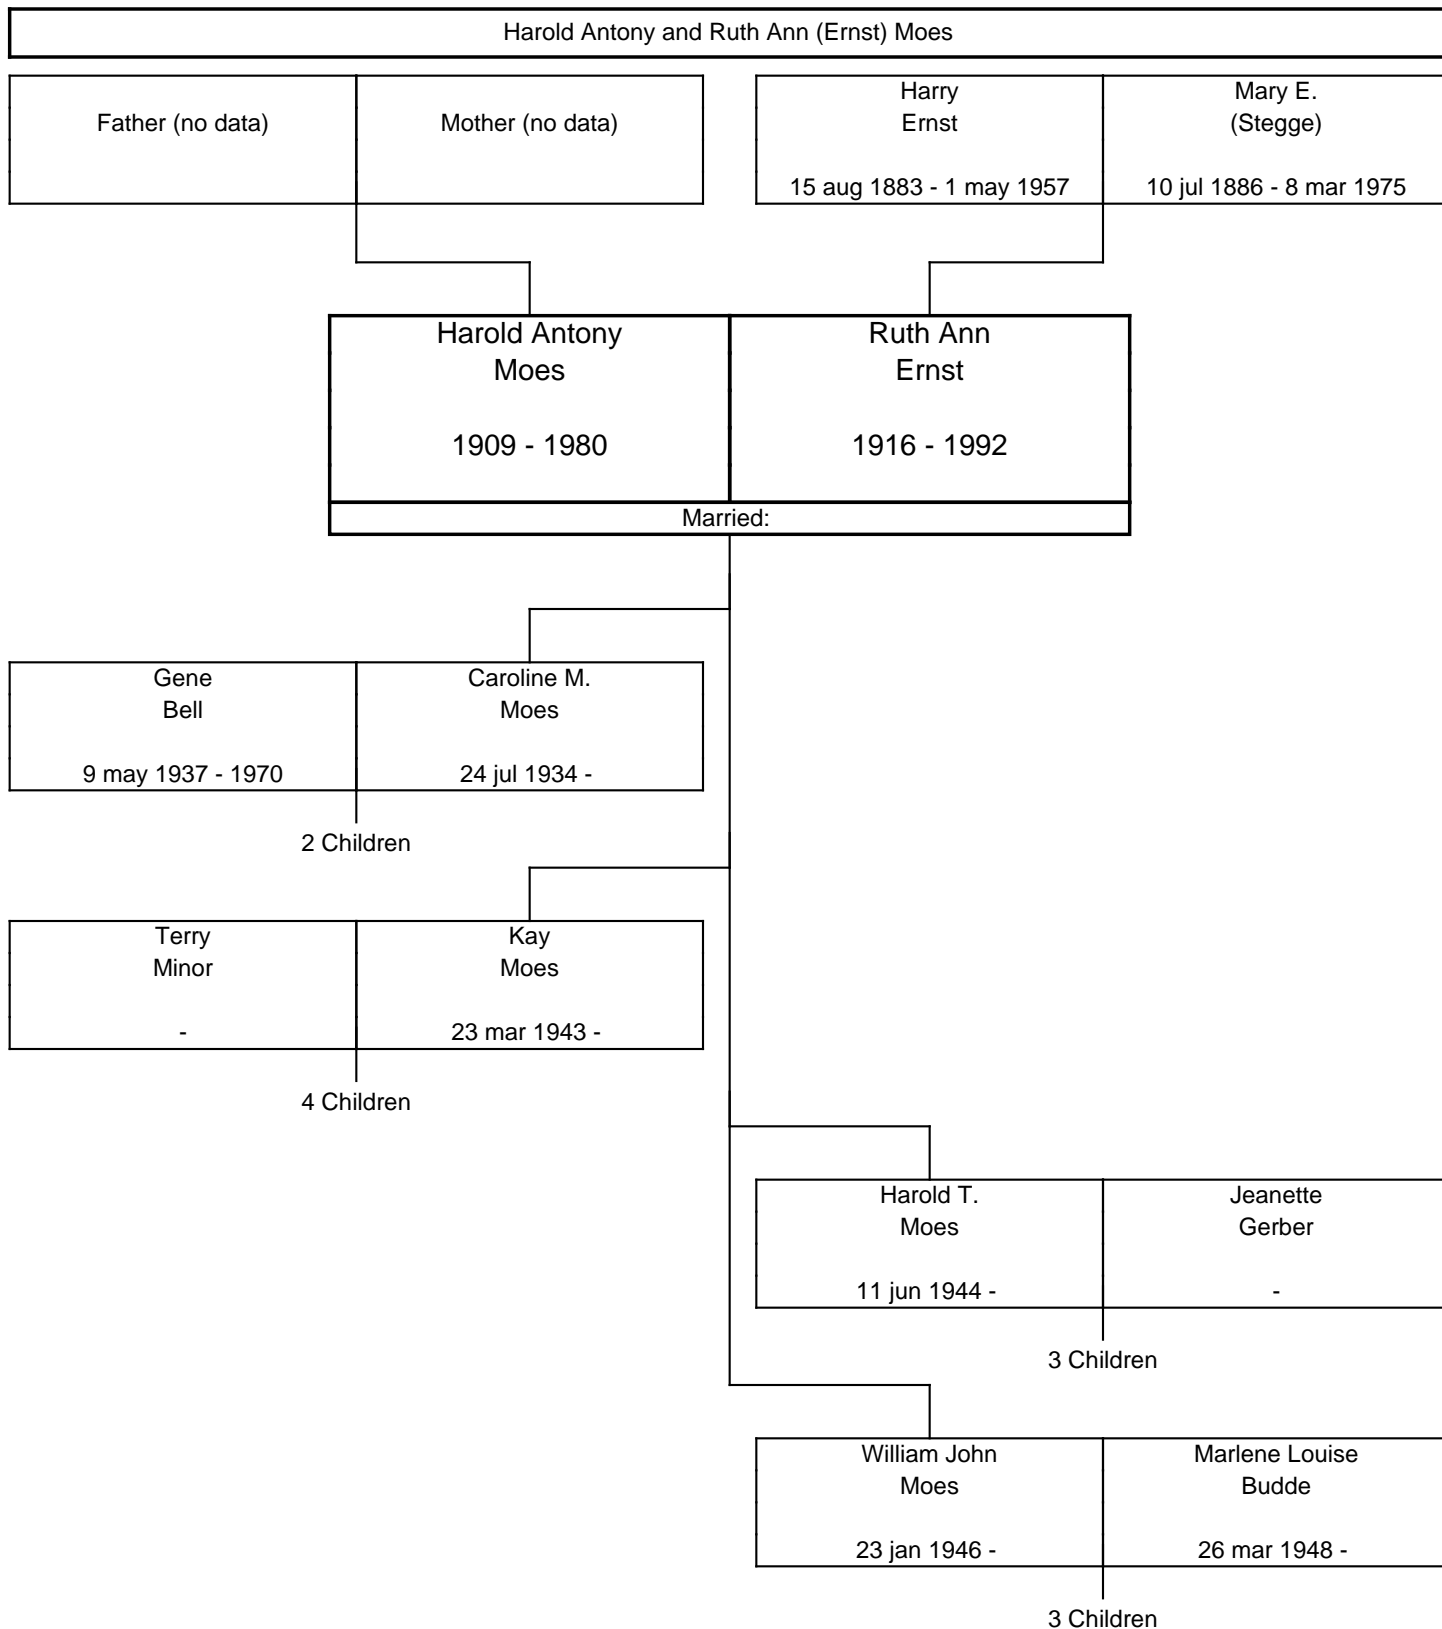 Harold Antony and Ruth Ann (Ernst) Moes
Father (no data)
Mother (no data)
Harry
Ernst
15 aug 1883 - 1 may 1957
Mary E.
(Stegge)
10 jul 1886 - 8 mar 1975
Harold Antony
Moes
1909 - 1980
Ruth Ann
Ernst
1916 - 1992
Married:
Gene
Bell
9 may 1937 - 1970
Caroline M.
Moes
24 jul 1934 -
2 Children
Terry
Minor
-
Kay
Moes
23 mar 1943 -
4 Children
Harold T.
Moes
11 jun 1944 -
Jeanette
Gerber
-
3 Children
William John
Moes
23 jan 1946 -
Marlene Louise
Budde
26 mar 1948 -
3 Children